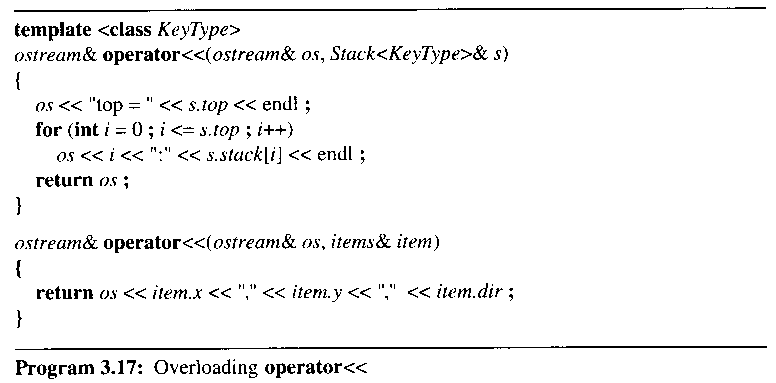 template <class KeyType>
ostream& operator<<(ostream& os, Stack<KeyType>& s)
{
os << "top = " << s.top << endl ;
for (int i = 0 ; i <= s.top ; i++)
os << i << ":" << s.stack[i] << endl ;
return os ;
}
ostream& operator<<(ostream& os, items& item)
{
return os << item.x << "," << item.y << "," << item.dir ;
}
Program 3.17: Overloading operator<<